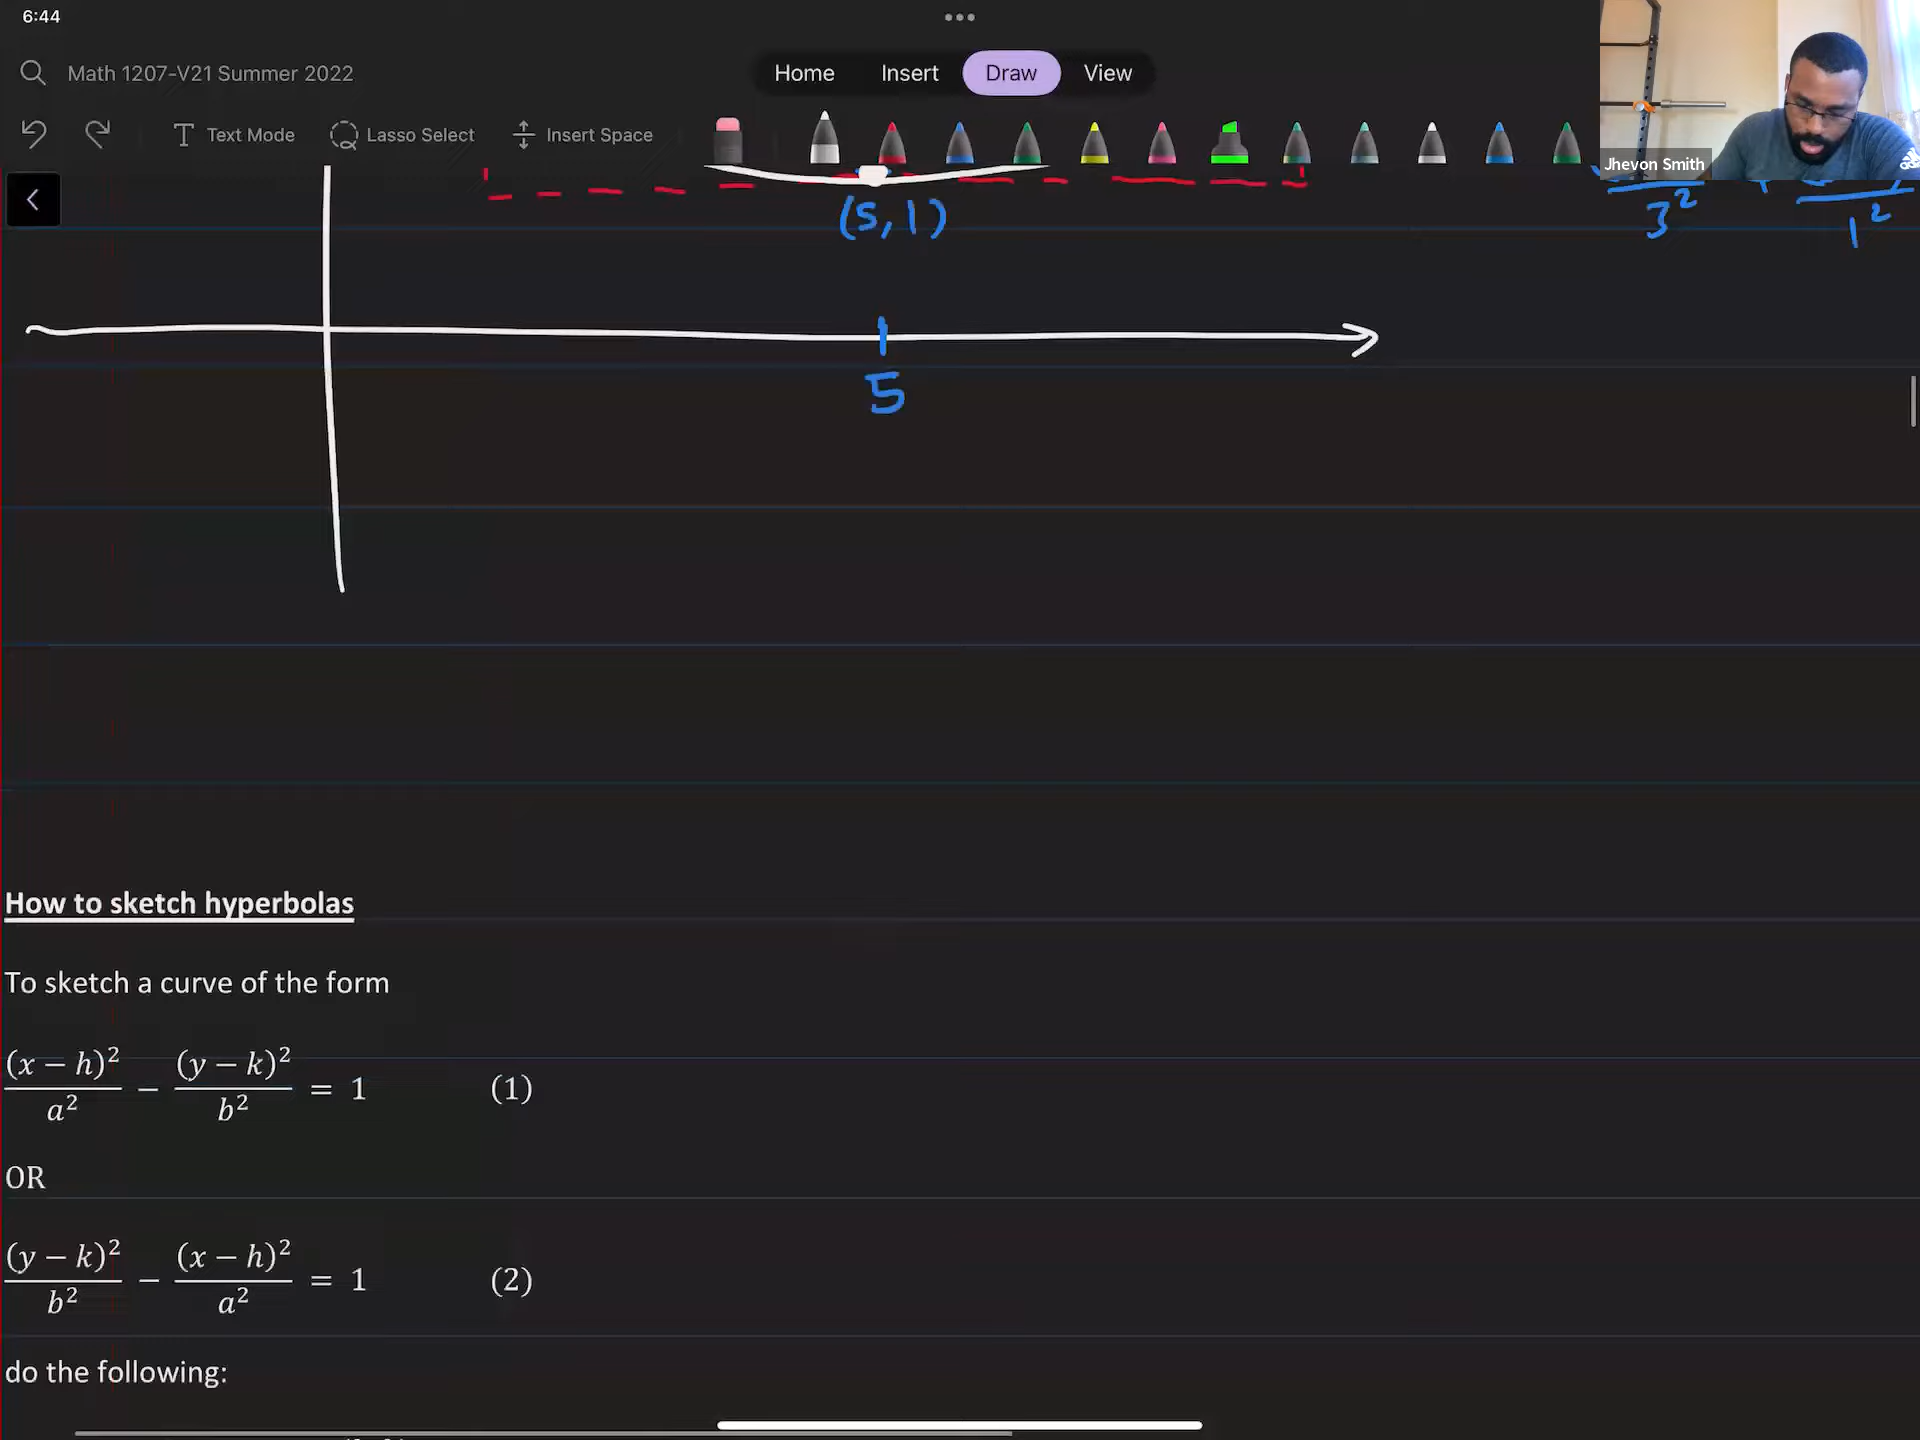 6:44
Math 1207-V21 Summer 2022
Home Insert Draw View
Text Mode Lasso Select Insert Space
Jhevon Smith
3² 1²
(5,1)
5
How to sketch hyperbolas
To sketch a curve of the form
(x − h)²/a² − (y − k)²/b² = 1 (1)
OR
(y − k)²/b² − (x − h)²/a² = 1 (2)
do the following: